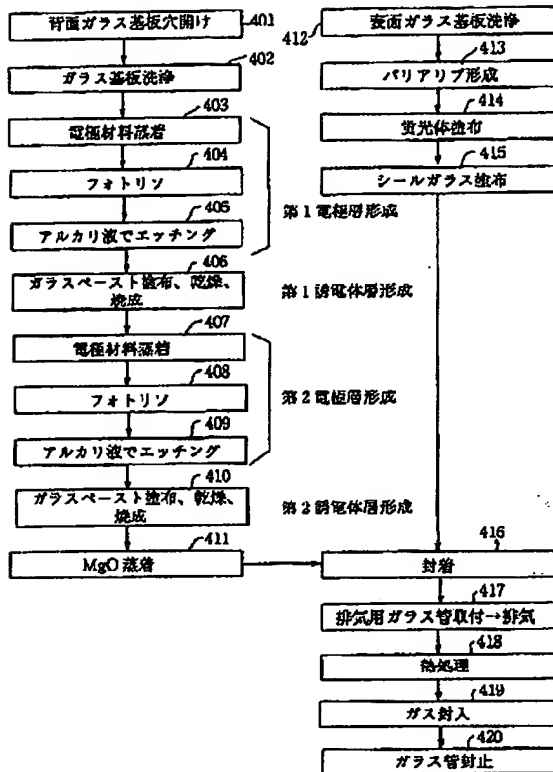 背面ガラス基板穴開け 401
ガラス基板洗浄 402
電極材料蒸着 403
フォトリソ 404
アルカリ液でエッチング 405
第1電極層形成
ガラスペースト塗布、乾燥、
焼成 406
第1誘電体層形成
電極材料蒸着 407
フォトリソ 408
アルカリ液でエッチング 409
第2電極層形成
ガラスペースト塗布、乾燥、
焼成 410
第2誘電体層形成
MgO蒸着 411
表面ガラス基板洗浄 412
バリアリブ形成 413
蛍光体塗布 414
シールガラス塗布 415
封着 416
排気用ガラス管取付→排気 417
熱処理 418
ガス封入 419
ガラス管封止 420